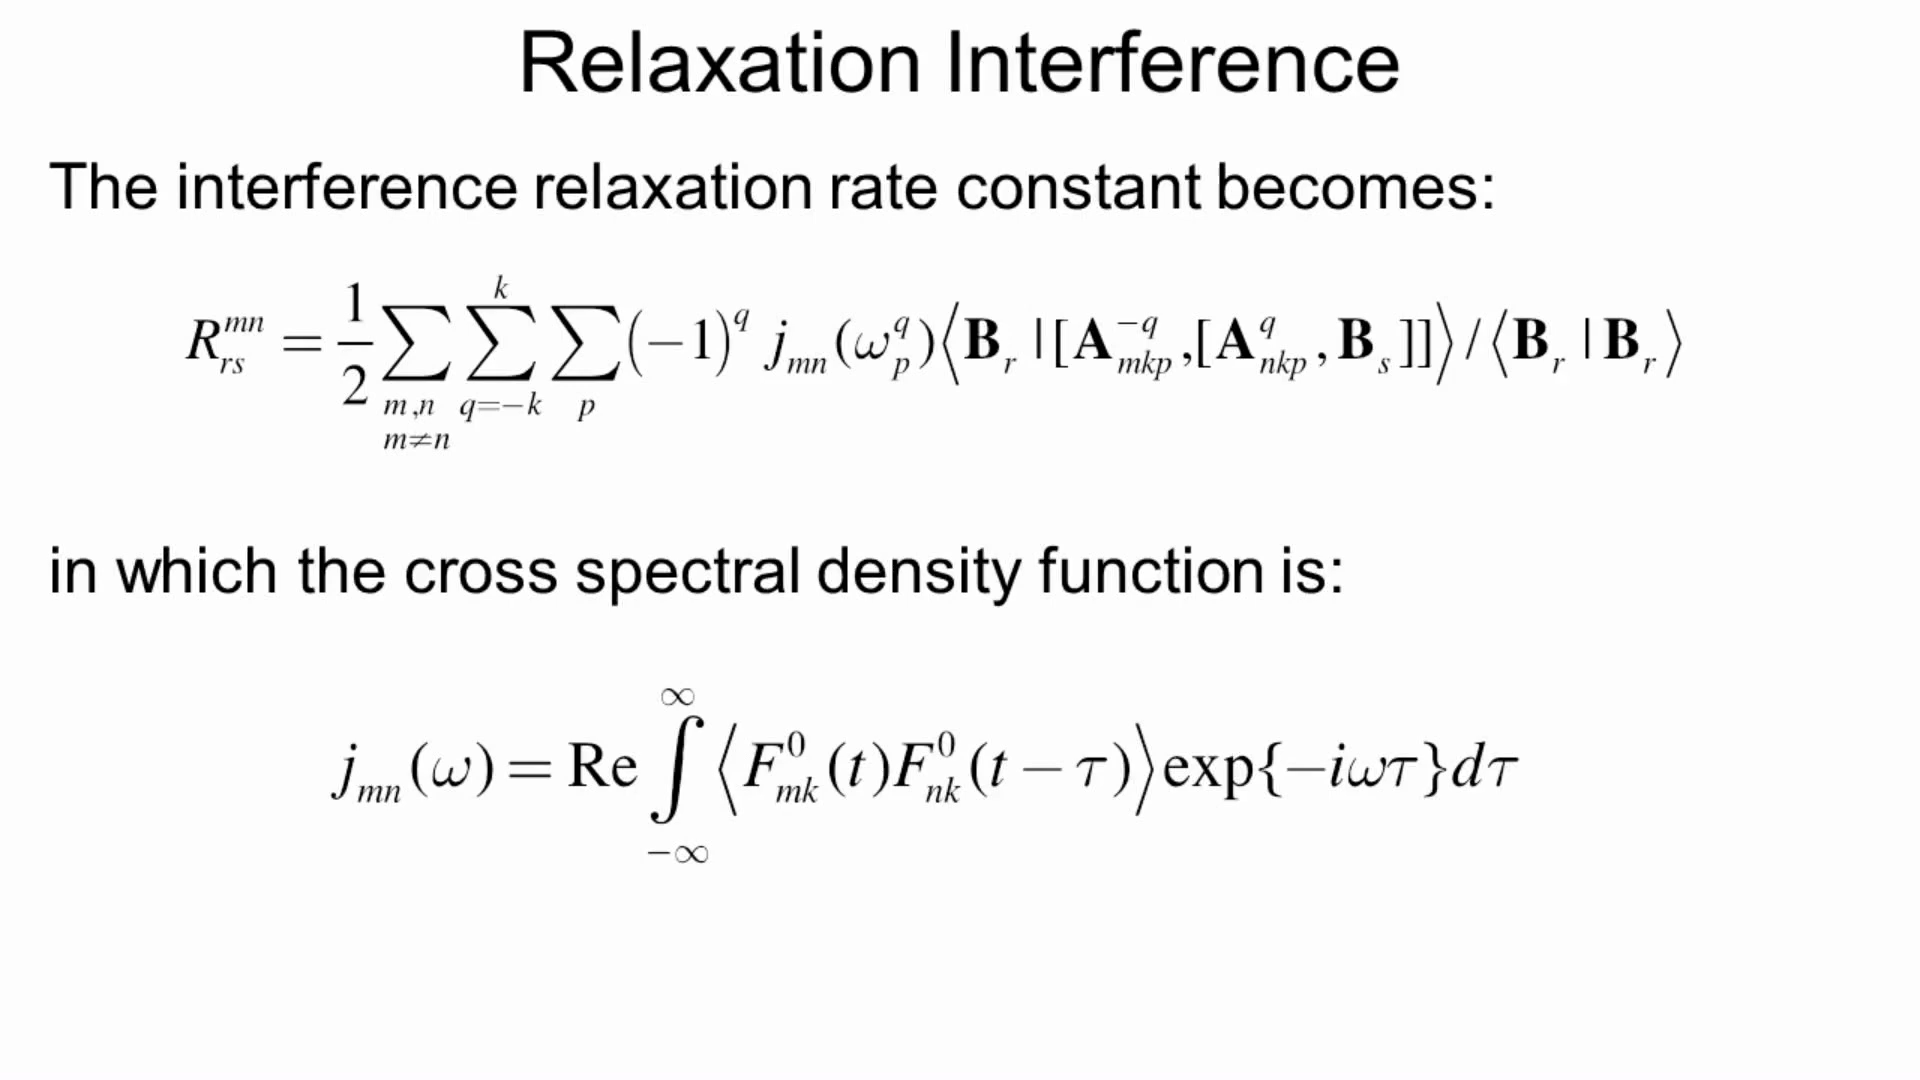 Relaxation Interference
The interference relaxation rate constant becomes:
$R_{rs}^{mn} = \frac{1}{2} \sum_{\substack{m,n \\ m \neq n}} \sum_{q=-k}^{k} \sum_{p} (-1)^q \, j_{mn}(\omega_p^q) \langle \mathbf{B}_r \mid [\mathbf{A}_{mkp}^{-q}, [\mathbf{A}_{nkp}^{q}, \mathbf{B}_s]] \rangle / \langle \mathbf{B}_r \mid \mathbf{B}_r \rangle$
in which the cross spectral density function is:
$j_{mn}(\omega) = \mathrm{Re} \int_{-\infty}^{\infty} \langle F_{mk}^0(t) F_{nk}^0(t - \tau) \rangle \exp\{-i\omega\tau\} d\tau$